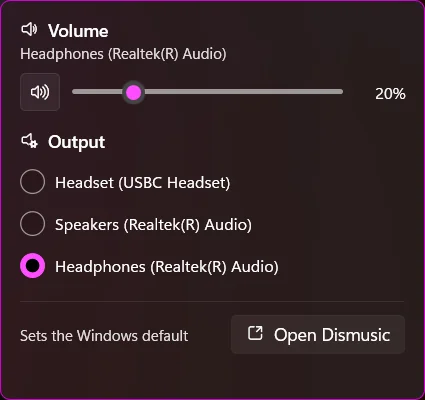 Volume
Headphones (Realtek(R) Audio)
20%
Output
Headset (USBC Headset)
Speakers (Realtek(R) Audio)
Headphones (Realtek(R) Audio)
Sets the Windows default
Open Dismusic